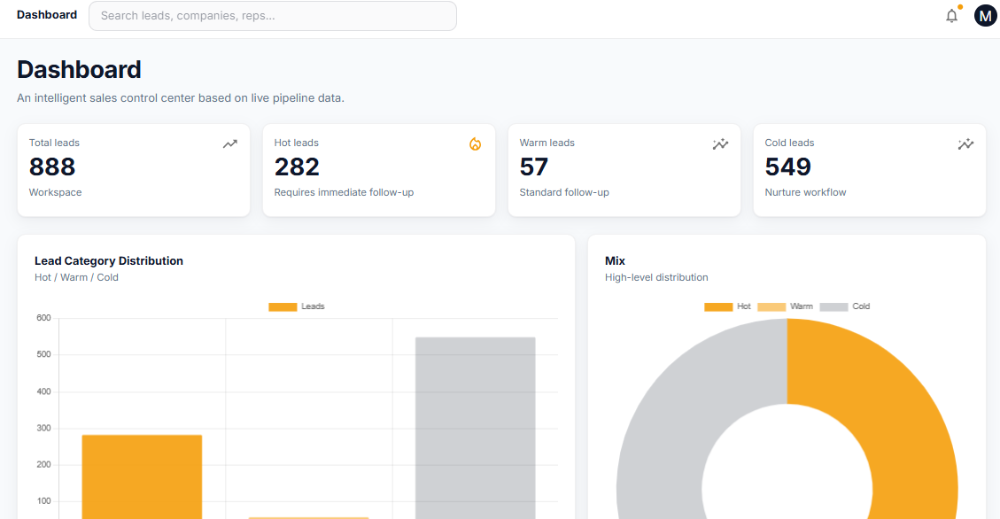 Dashboard
Search leads, companies, reps...
M
Dashboard
An intelligent sales control center based on live pipeline data.
Total leads
888
Workspace
Hot leads
282
Requires immediate follow-up
Warm leads
57
Standard follow-up
Cold leads
549
Nurture workflow
Lead Category Distribution
Hot / Warm / Cold
Leads
600
500
400
300
200
100
Mix
High-level distribution
Hot Warm Cold